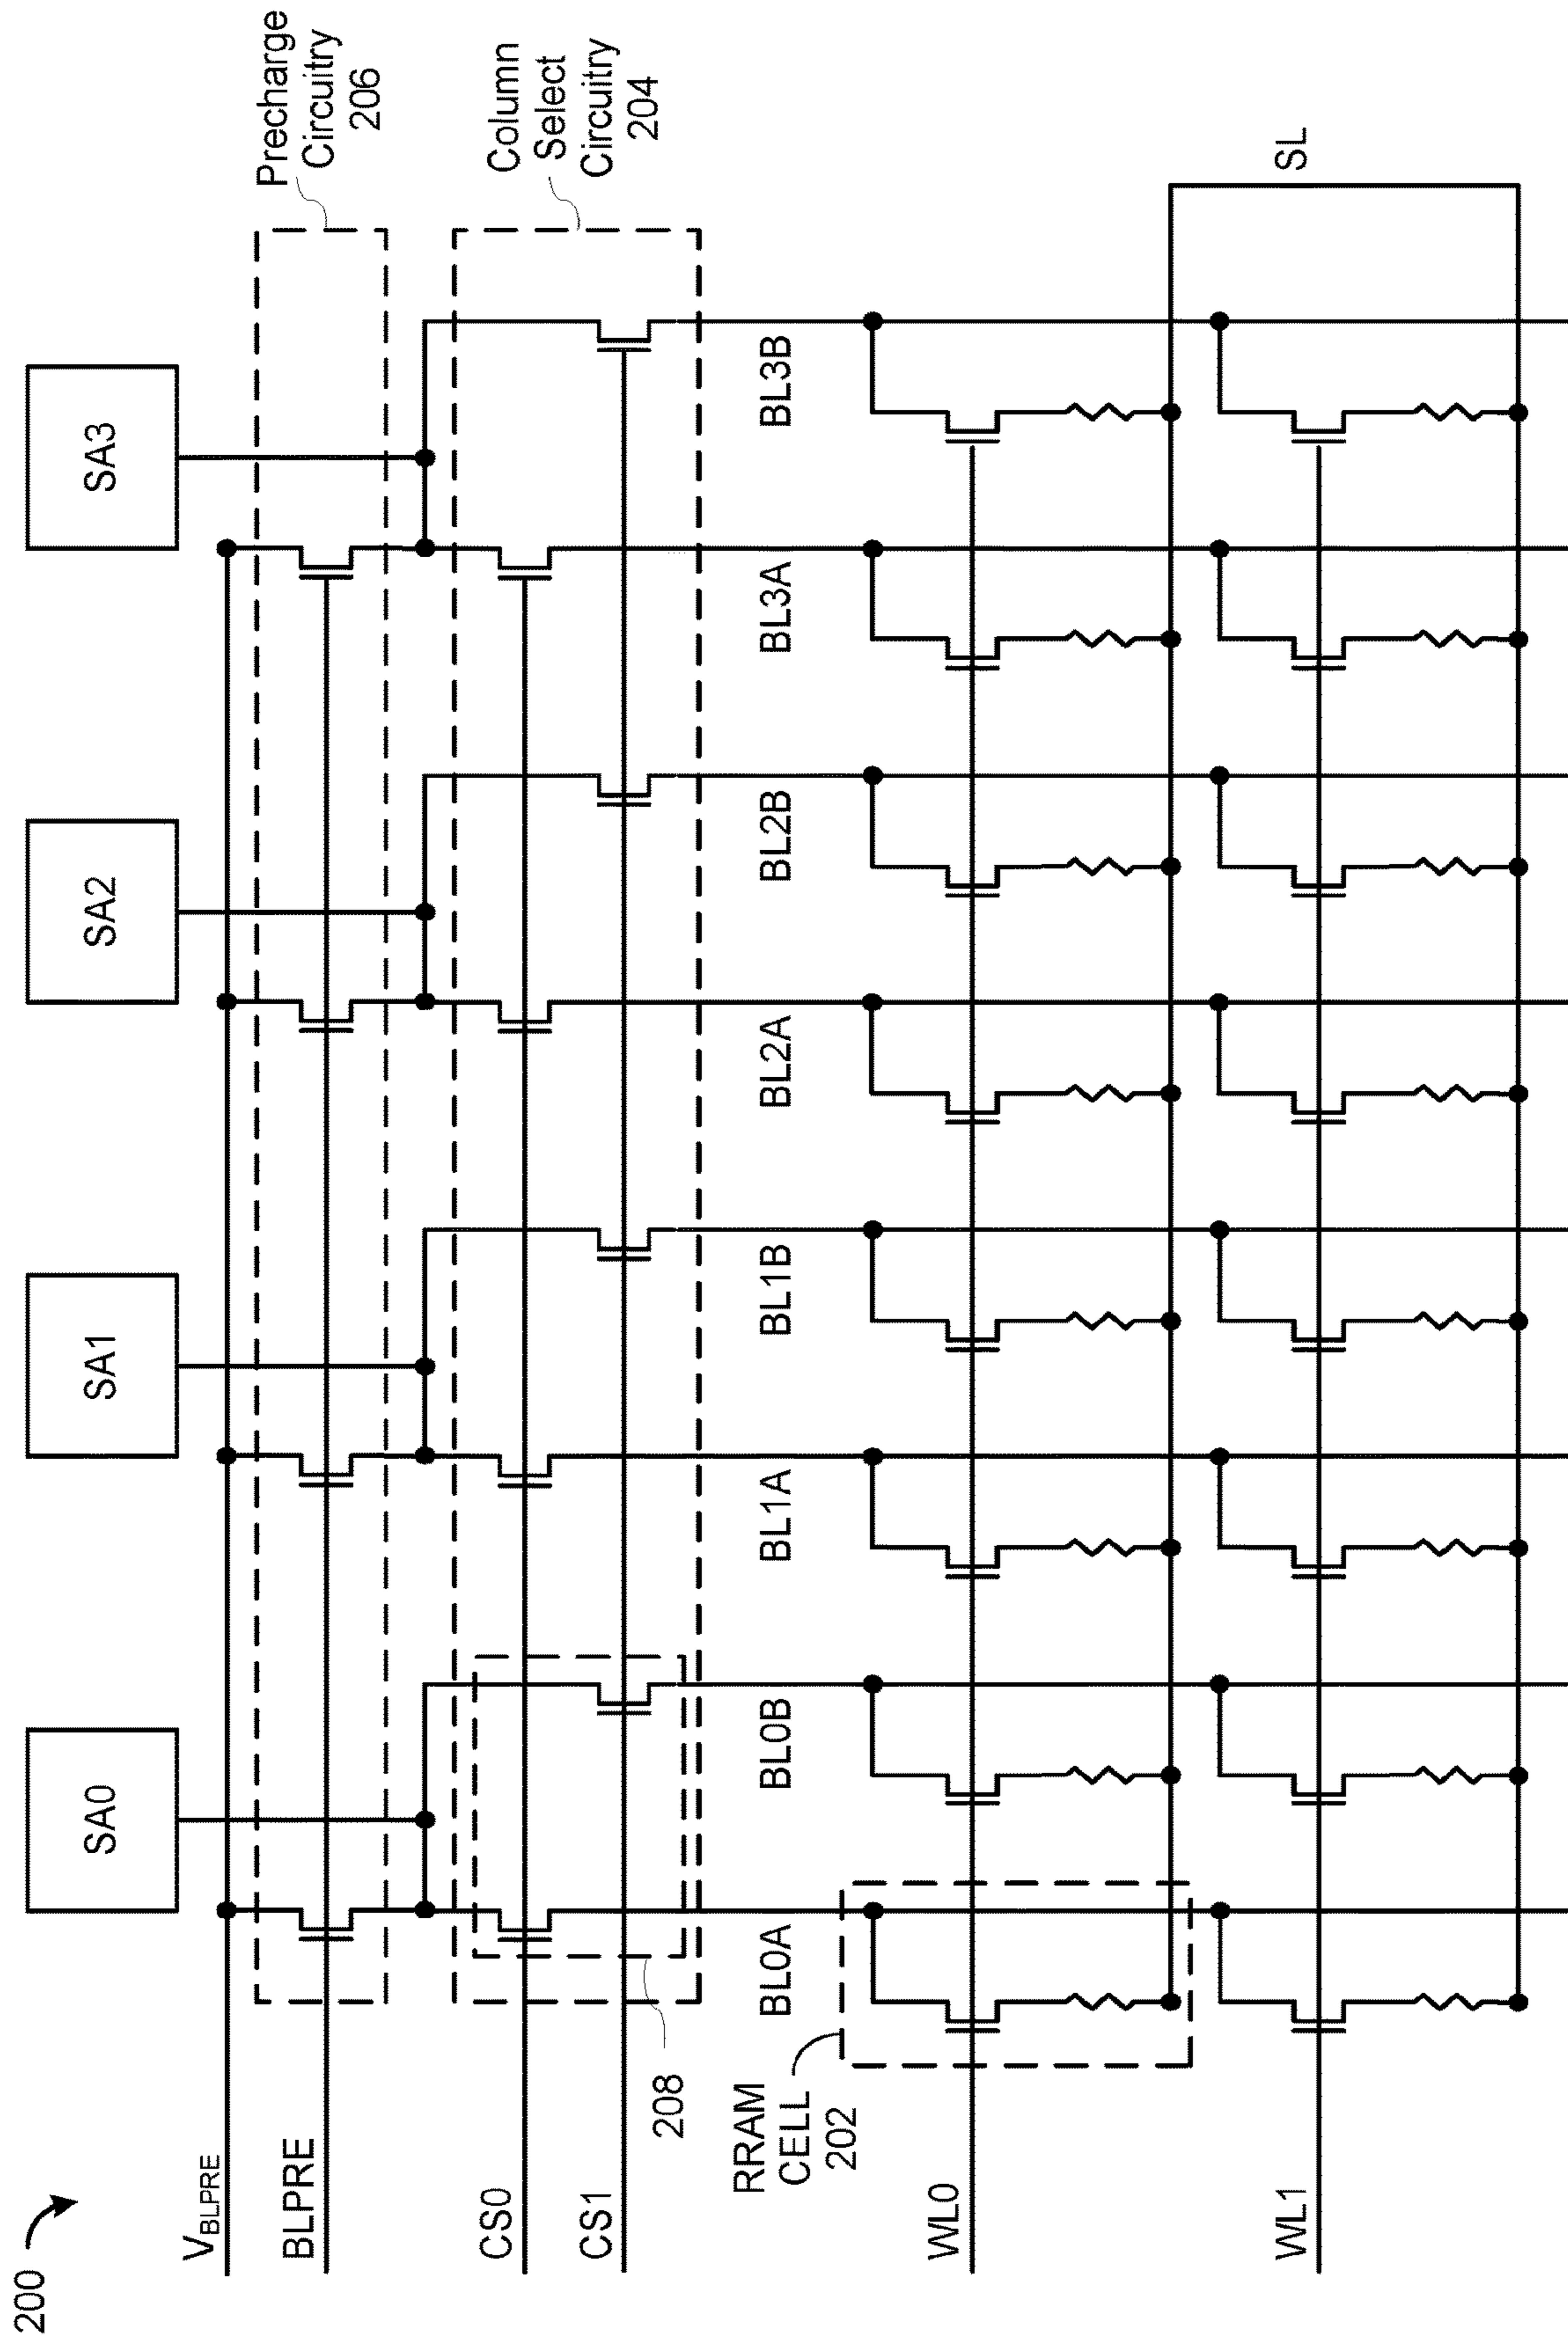 200
SA0
SA1
SA2
SA3
VBLPRE
BLPRE
Precharge
Circuitry
206
CS0
CS1
Column
Select
Circuitry
204
208
BL0A
BL0B
BL1A
BL1B
BL2A
BL2B
BL3A
BL3B
RRAM
CELL
202
WL0
WL1
SL